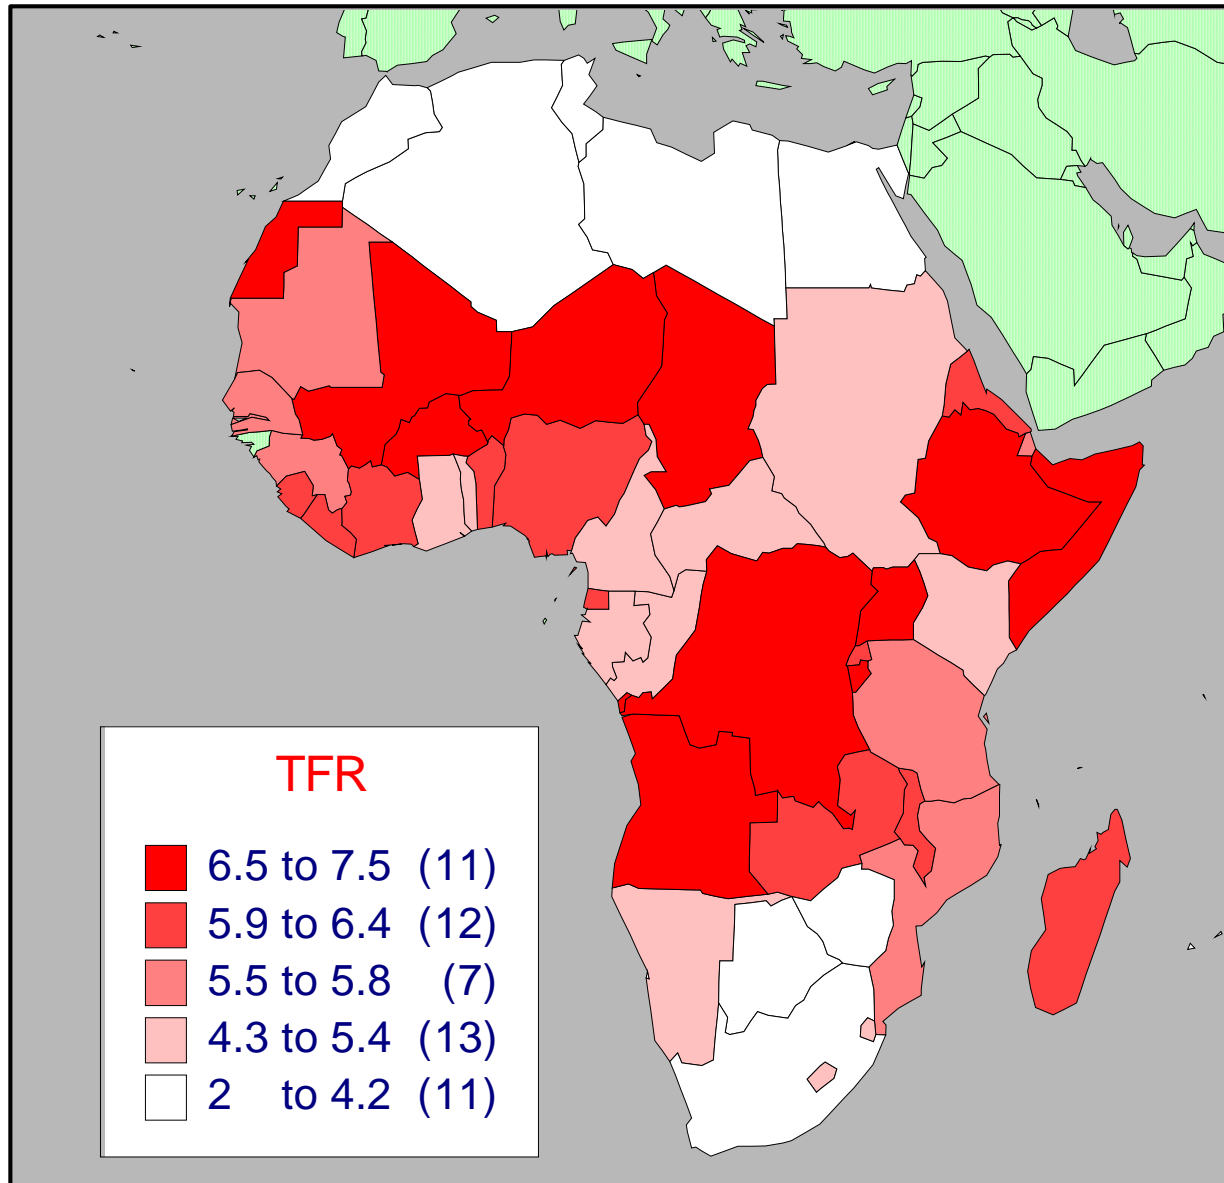 TFR
6.5 to 7.5 (11)
5.9 to 6.4 (12)
5.5 to 5.8 (7)
4.3 to 5.4 (13)
2 to 4.2 (11)